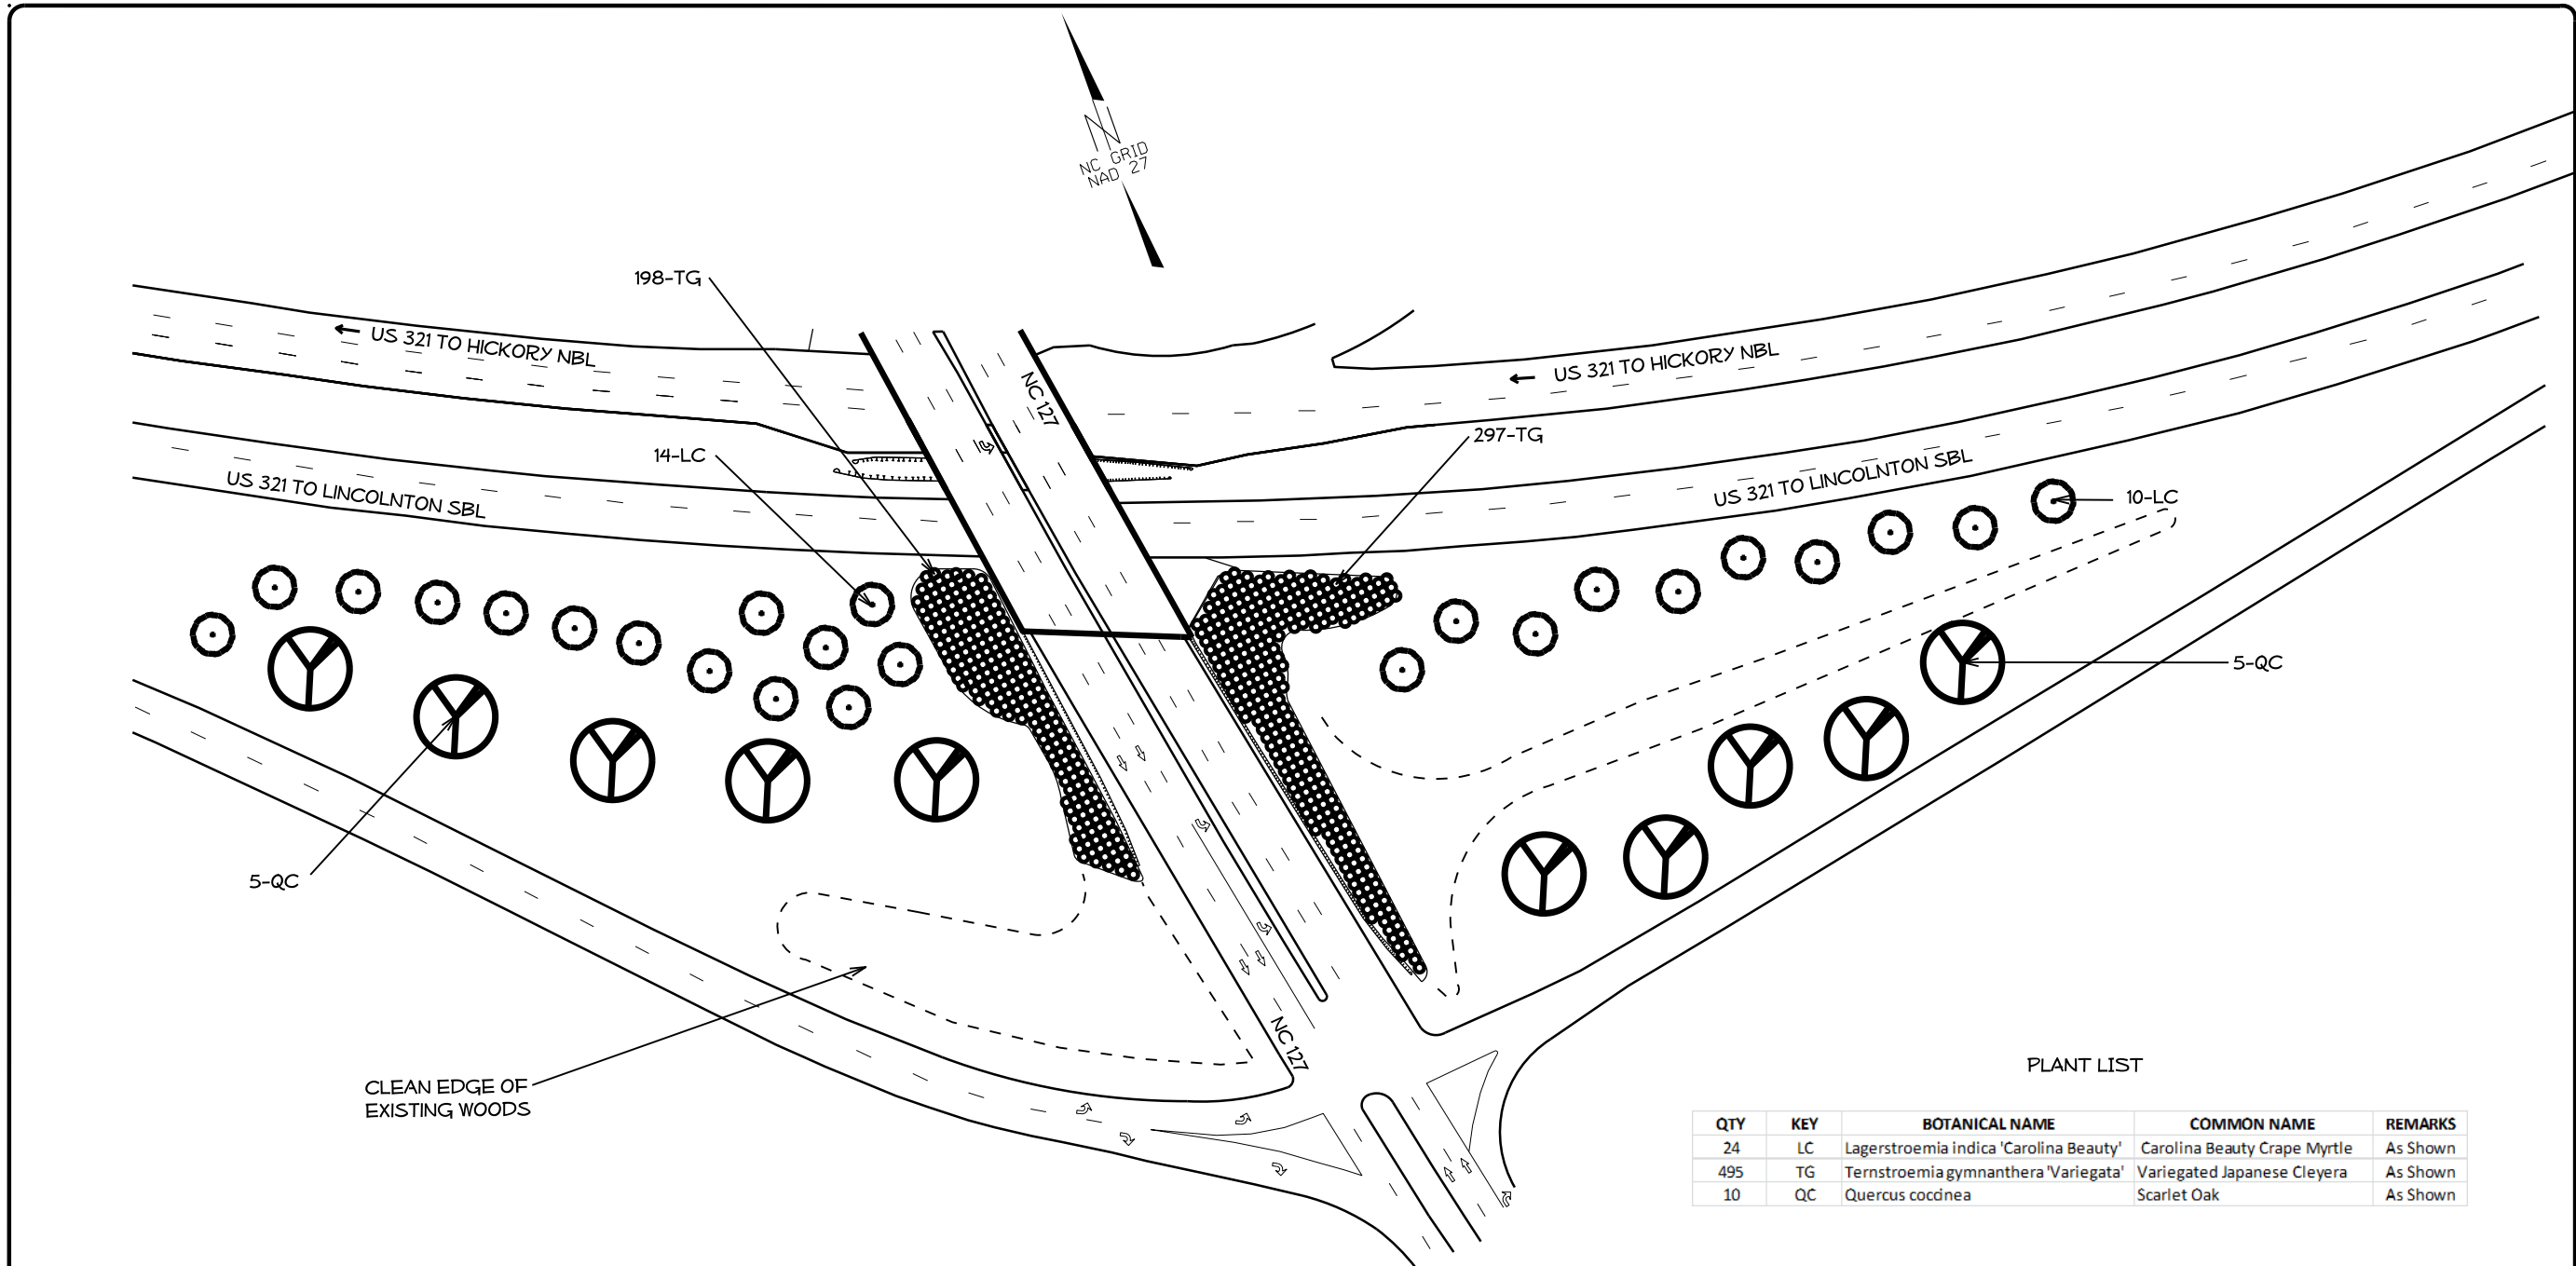 N
NC GRID
NAD 27
198-TG
US 321 TO HICKORY NBL
NC 127
US 321 TO HICKORY NBL
14-LC
297-TG
US 321 TO LINCOLNTON SBL
US 321 TO LINCOLNTON SBL
10-LC
5-QC
5-QC
NC 127
CLEAN EDGE OF
EXISTING WOODS
PLANT LIST
QTY KEY BOTANICAL NAME COMMON NAME REMARKS
24 LC Lagerstroemia indica 'Carolina Beauty' Carolina Beauty Crape Myrtle As Shown
495 TG Ternstroemia gymnanthera 'Variegata' Variegated Japanese Cleyera As Shown
10 QC Quercus coccinea Scarlet Oak As Shown